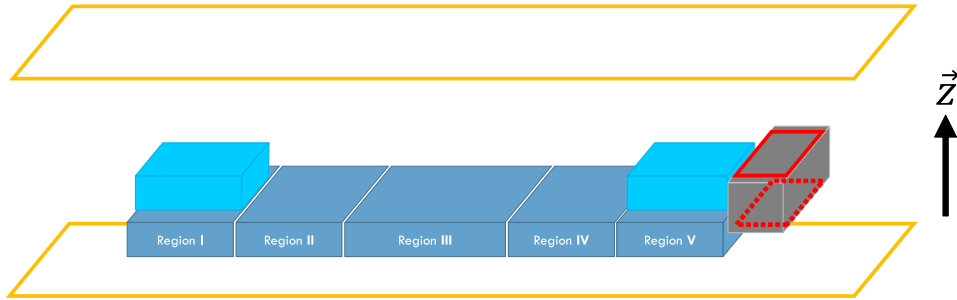 Z
Region I
Region II
Region III
Region IV
Region V